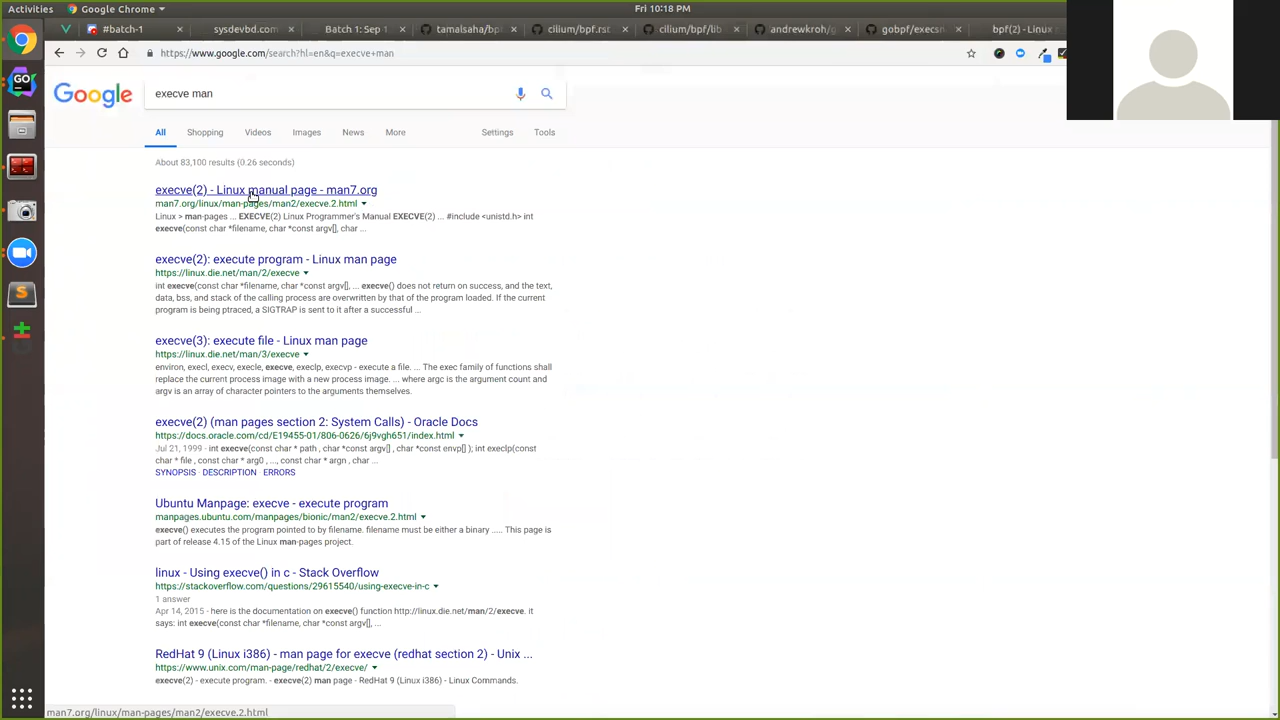 Activities
Google Chrome
Fri 10:18 PM
#batch-1
sysdevbd.com
Batch 1: Sep
tamalsaha/
cilium/bpf.rst
cilium/bpf/lib
andrewkroh/g
gobpf/execsn
bpf(2) - Linux
https://www.google.com/search?hl=en&q=execve+man
Google
execve man
All
Shopping
Videos
Images
News
More
Settings
Tools
About 83,100 results (0.26 seconds)
execve(2) - Linux manual page - man7.org
man7.org/linux/man-pages/man2/execve.2.html
Linux > man-pages ... EXECVE(2) Linux Programmer's Manual EXECVE(2) ... #include <unistd.h> int
execve(const char *filename, char *const argv[], char ...
execve(2): execute program - Linux man page
https://linux.die.net/man/2/execve
int execve(const char *filename, char *const argv[], ... execve() does not return on success, and the text,
data, bss, and stack of the calling process are overwritten by that of the program loaded. If the current
program is being ptraced, a SIGTRAP is sent to it after a successful ...
execve(3): execute file - Linux man page
https://linux.die.net/man/3/execve
environ, execl, execv, execle, execve, execlp, execvp - execute a file. ... The exec family of functions shall
replace the current process image with a new process image. ... where argc is the argument count and
argv is an array of character pointers to the arguments themselves.
execve(2) (man pages section 2: System Calls) - Oracle Docs
https://docs.oracle.com/cd/E19455-01/806-0626/6j9vgh651/index.html
Jul 21, 1999 - int execve(const char * path , char *const argv[] , char *const envp[] ); int execlp(const
char * file , const char * arg0 , ..., const char * argn , char ...
SYNOPSIS · DESCRIPTION · ERRORS
Ubuntu Manpage: execve - execute program
manpages.ubuntu.com/manpages/bionic/man2/execve.2.html
execve() executes the program pointed to by filename. filename must be either a binary ..... This page is
part of release 4.15 of the Linux man-pages project.
linux - Using execve() in c - Stack Overflow
https://stackoverflow.com/questions/29615540/using-execve-in-c
1 answer
Apr 14, 2015 - here is the documentation on execve() function http://linux.die.net/man/2/execve. it
says: int execve(const char *filename, char *const argv[], ...
RedHat 9 (Linux i386) - man page for execve (redhat section 2) - Unix ...
https://www.unix.com/man-page/redhat/2/execve/
execve(2) - execute program. - execve(2) man page - RedHat 9 (Linux i386) - Linux Commands.
man7.org/linux/man-pages/man2/execve.2.html